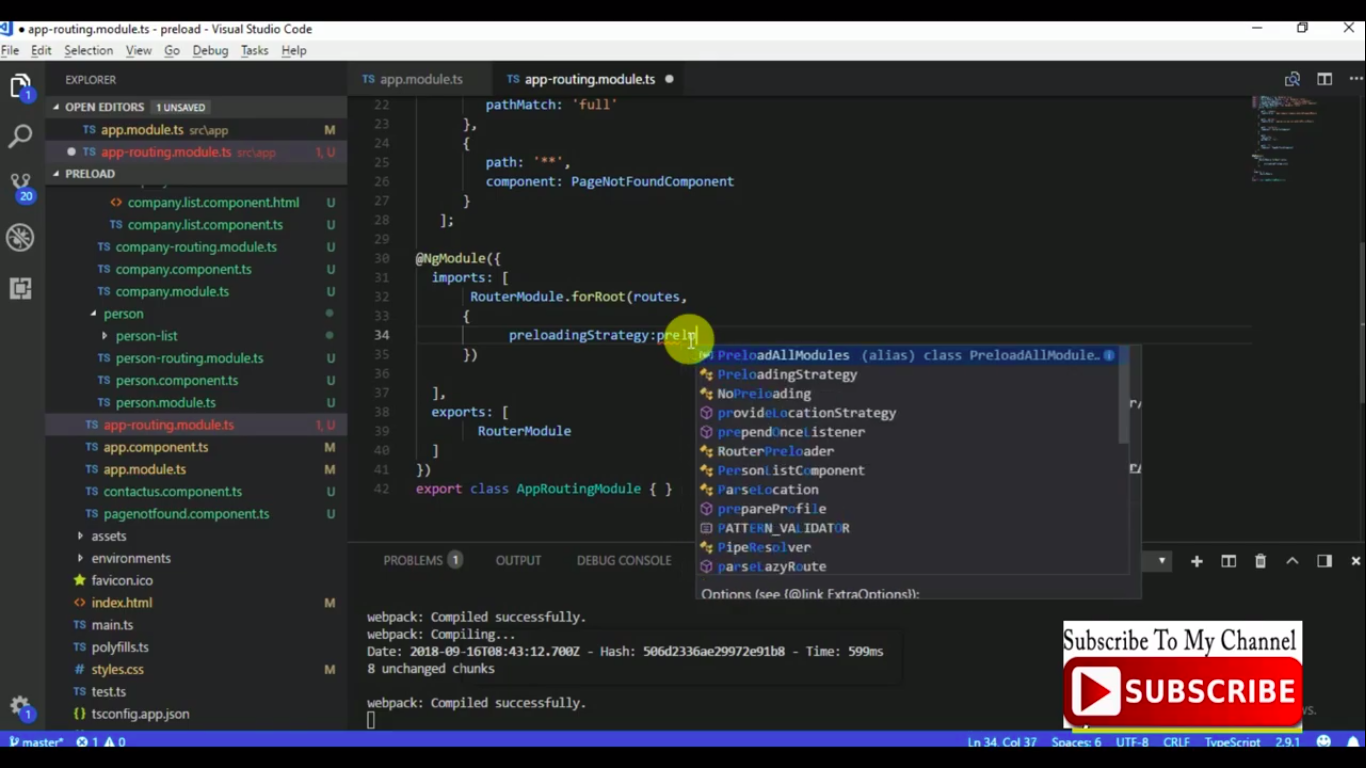 app-routing.module.ts - preload - Visual Studio Code
File Edit Selection View Go Debug Tasks Help
EXPLORER
OPEN EDITORS 1 UNSAVED
TS app.module.ts src\app M
TS app-routing.module.ts src\app 1, U
PRELOAD
<> company.list.component.html U
TS company.list.component.ts U
TS company-routing.module.ts U
TS company.component.ts U
TS company.module.ts U
person
person-list
TS person-routing.module.ts U
TS person.component.ts U
TS person.module.ts U
TS app-routing.module.ts 1, U
TS app.component.ts M
TS app.module.ts M
TS contactus.component.ts U
TS pagenotfound.component.ts U
assets
environments
favicon.ico
<> index.html M
TS main.ts
TS polyfills.ts
# styles.css M
TS test.ts
{} tsconfig.app.json
1
20
1
TS app.module.ts TS app-routing.module.ts
22 pathMatch: 'full'
23 },
24 {
25 path: '**',
26 component: PageNotFoundComponent
27 }
28 ];
29
30 @NgModule({
31 imports: [
32 RouterModule.forRoot(routes,
33 {
34 preloadingStrategy:prelo
35 })
36
37 ],
38 exports: [
39 RouterModule
40 ]
41 })
42 export class AppRoutingModule { }
PreloadAllModules (alias) class PreloadAllModule…
PreloadingStrategy
NoPreloading
provideLocationStrategy
prependOnceListener
RouterPreloader
PersonListComponent
ParseLocation
prepareProfile
PATTERN_VALIDATOR
PipeResolver
parseLazyRoute
Options (see {@link ExtraOptions}):
PROBLEMS 1 OUTPUT DEBUG CONSOLE
webpack: Compiled successfully.
webpack: Compiling...
Date: 2018-09-16T08:43:12.700Z - Hash: 506d2336ae29972e91b8 - Time: 599ms
8 unchanged chunks
webpack: Compiled successfully.
Subscribe To My Channel
SUBSCRIBE
master* 1 0 Ln 34, Col 37 Spaces: 6 UTF-8 CRLF TypeScript 2.9.1